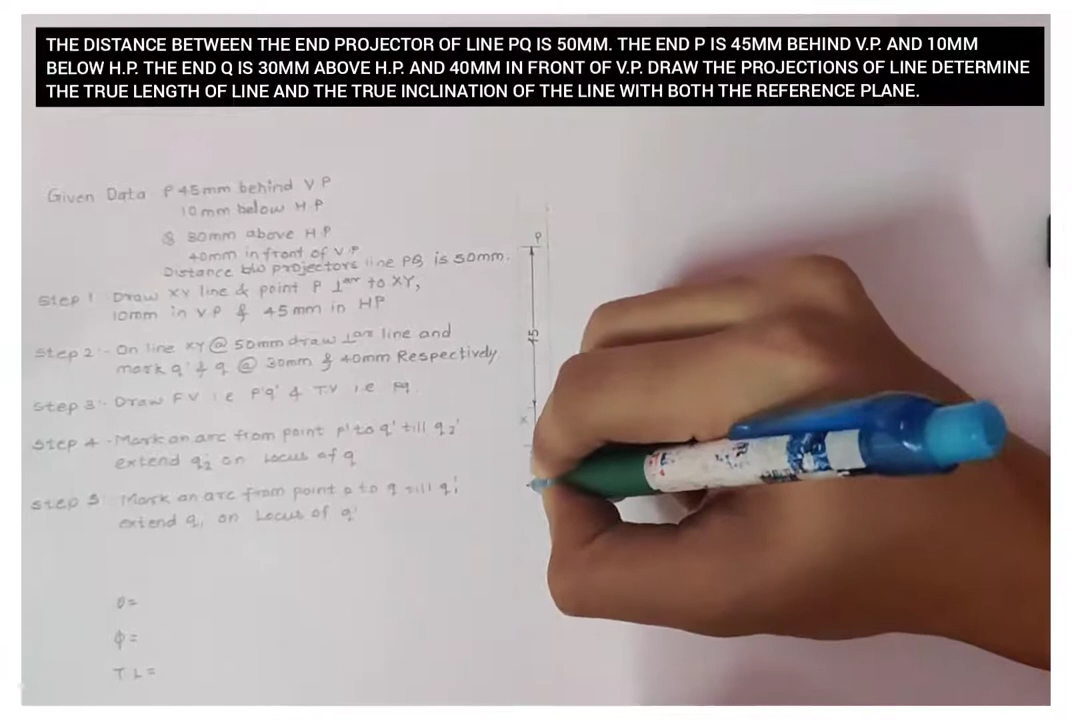 THE DISTANCE BETWEEN THE END PROJECTOR OF LINE PQ IS 50MM. THE END P IS 45MM BEHIND V.P. AND 10MM
BELOW H.P. THE END Q IS 30MM ABOVE H.P. AND 40MM IN FRONT OF V.P. DRAW THE PROJECTIONS OF LINE DETERMINE
THE TRUE LENGTH OF LINE AND THE TRUE INCLINATION OF THE LINE WITH BOTH THE REFERENCE PLANE.
Given Data P 45mm behind V P
10mm below H.P
Q 30mm above H.P
40mm in front of V.P
Distance b/w projectors line PQ is 50mm.
Step 1 Draw XY line & point P ⊥ar to XY,
10mm in V P & 45mm in HP
Step 2:- On line XY @ 50mm draw ⊥ar line and
mark q' & q @ 30mm & 40mm Respectivly
Step 3:- Draw F V i.e P'q' & T.V i.e pq
Step 4 - Mark an arc from point p' to q' till q2'
extend q2 on Locus of q
Step 5 Mark an arc from point p to q till q1'
extend q1 on Locus of q'
θ=
ϕ=
T L=
P
45
X